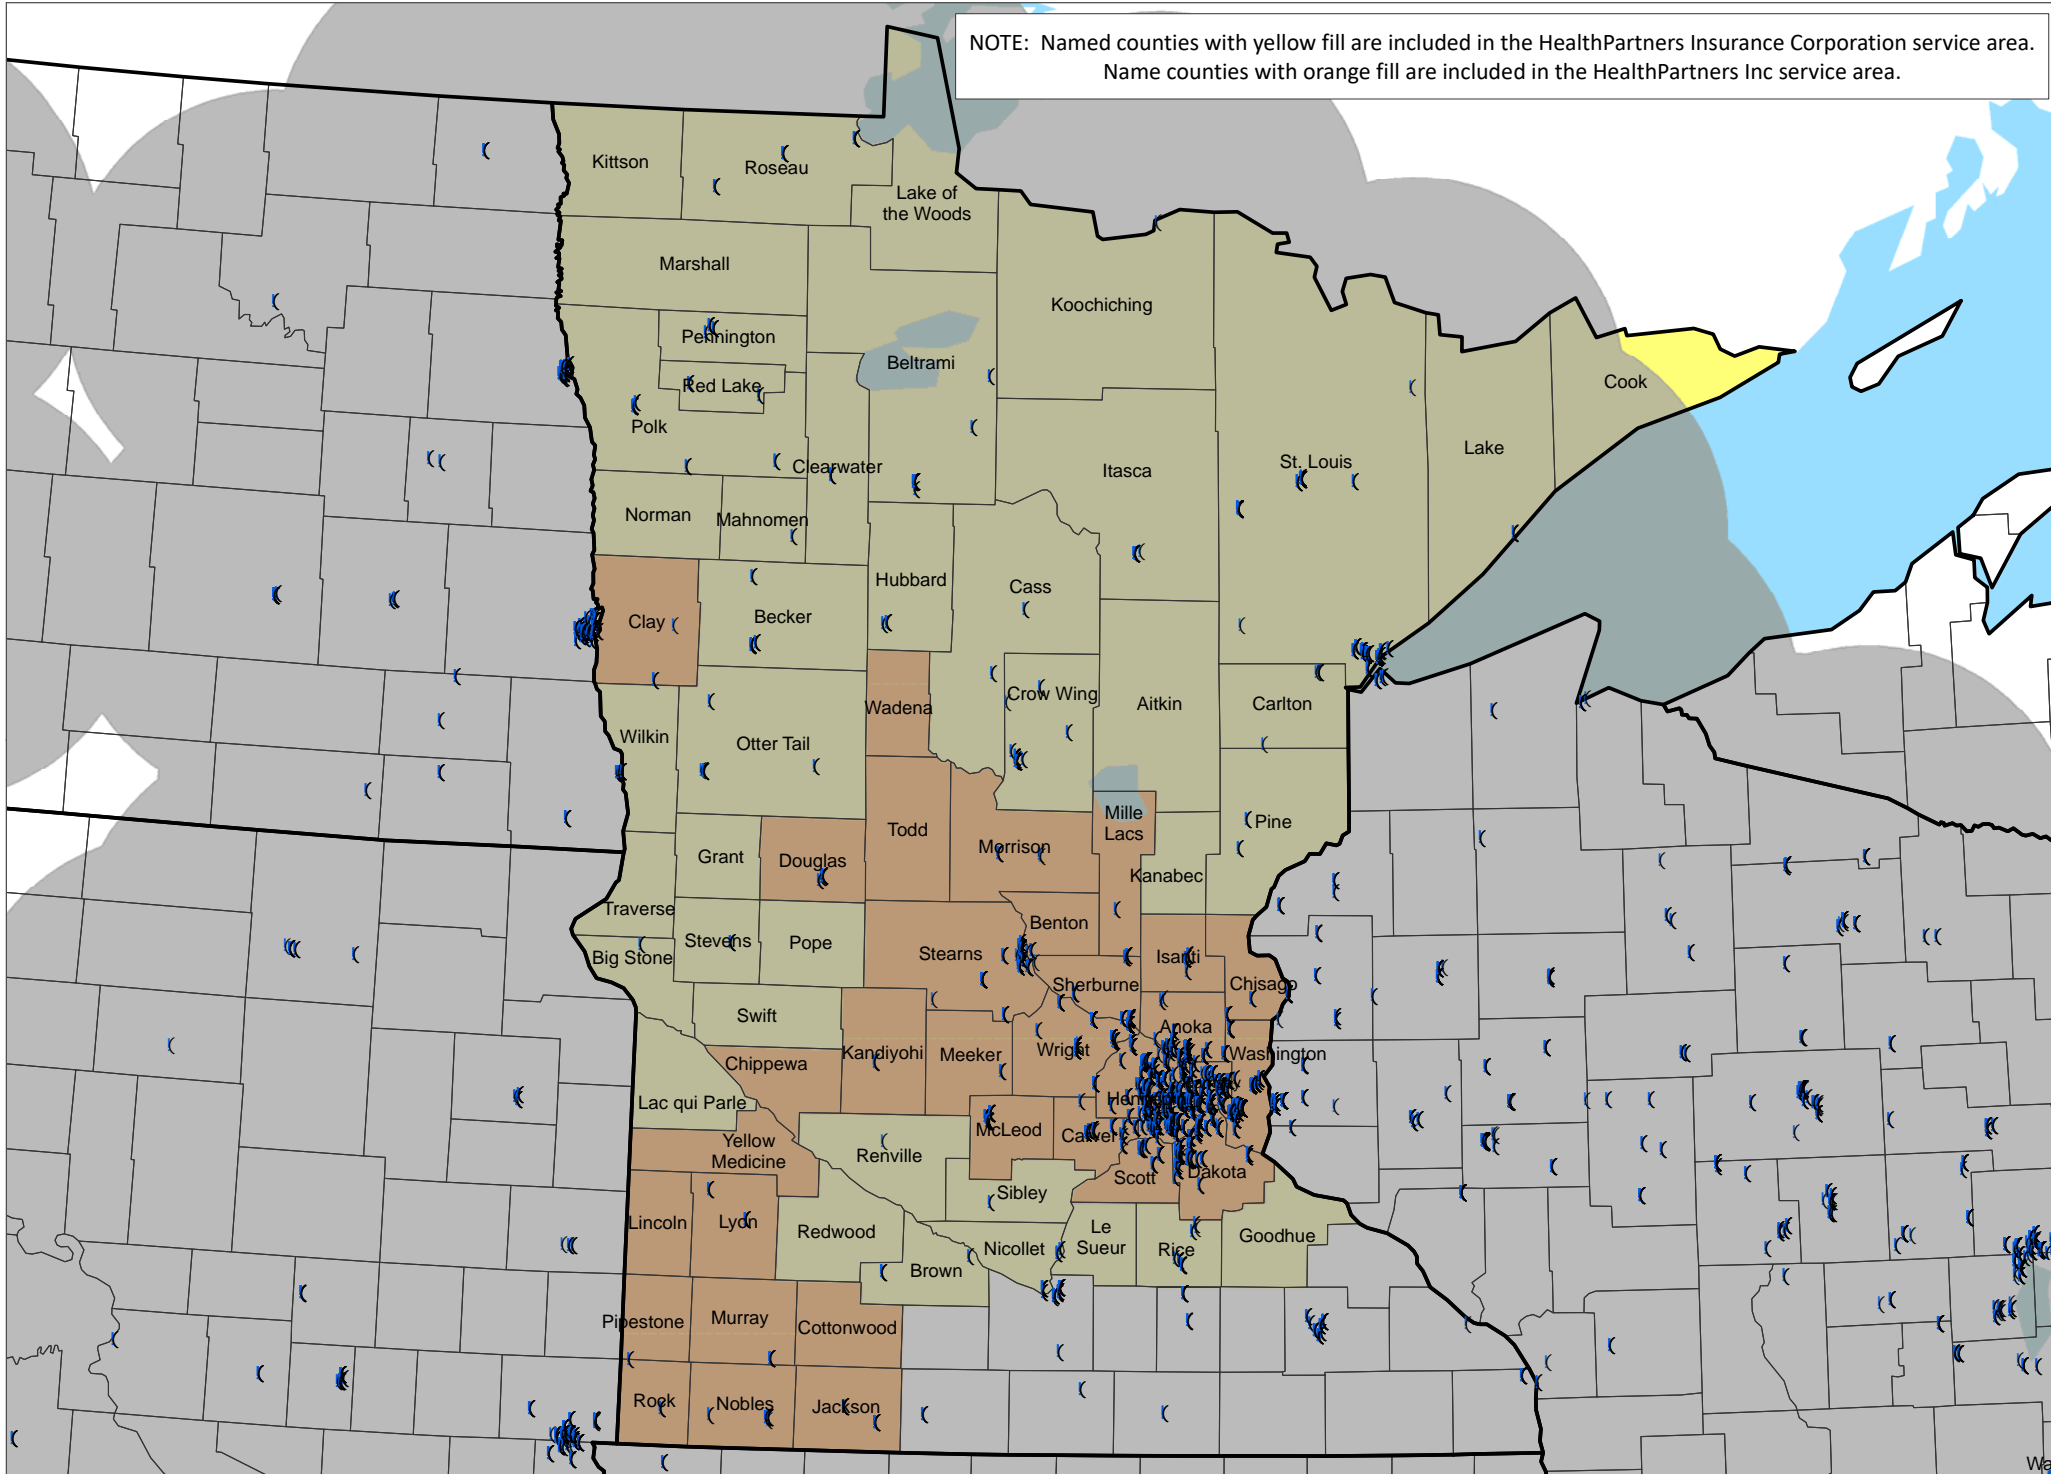 NOTE:  Named counties with yellow fill are included in the HealthPartners Insurance Corporation service area.
Name counties with orange fill are included in the HealthPartners Inc service area.
Kittson
Roseau
Lake of
the Woods
Marshall
Koochiching
Pennington
Beltrami
Red Lake
Cook
Polk
Clearwater
Itasca
St. Louis
Lake
Norman
Mahnomen
Hubbard
Cass
Clay
Becker
Wadena
Crow Wing
Aitkin
Carlton
Wilkin
Otter Tail
Mille
Lacs
Todd
Morrison
Pine
Grant
Douglas
Kanabec
Traverse
Benton
Stevens
Pope
Big Stone
Stearns
Isanti
Sherburne
Chisago
Swift
Anoka
Kandiyohi
Meeker
Wright
Washington
Chippewa
Lac qui Parle
Hennepin
McLeod
Carver
Yellow
Medicine
Renville
Scott
Dakota
Sibley
Lincoln
Lyon
Redwood
Le
Sueur
Nicollet
Rice
Goodhue
Brown
Pipestone
Murray
Cottonwood
Rock
Nobles
Jackson